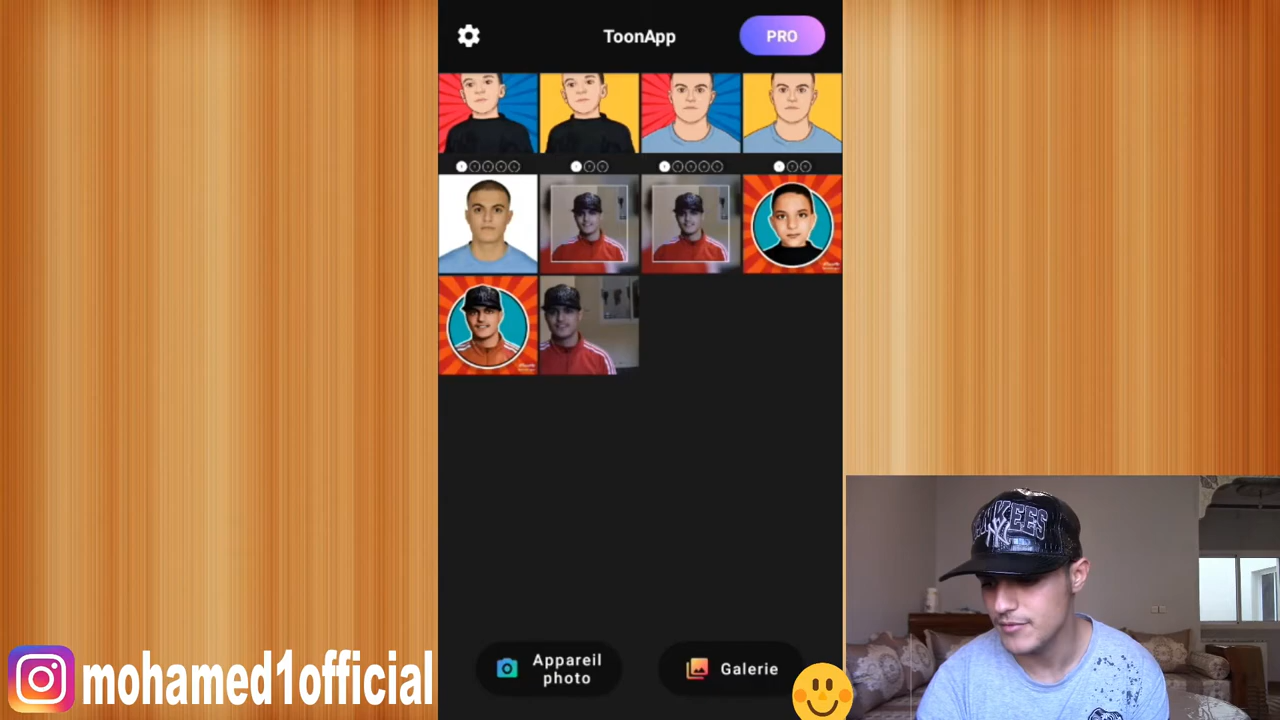 ToonApp
PRO
Appareil
photo
Galerie
YANKEES
mohamed1official